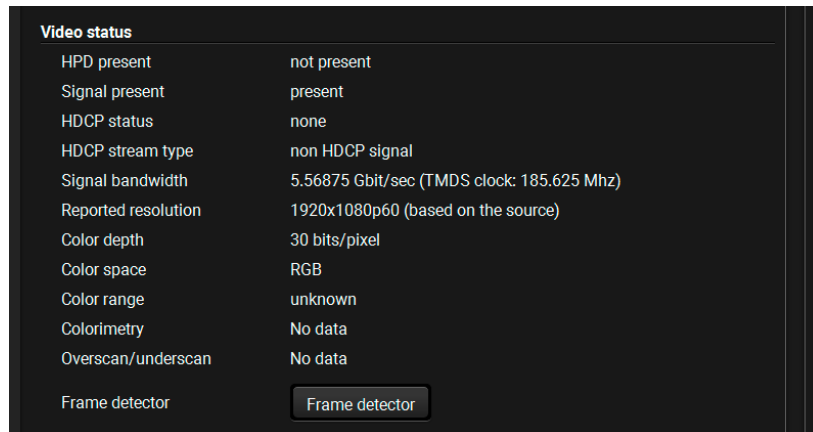 Video status
HPD present not present
Signal present present
HDCP status none
HDCP stream type non HDCP signal
Signal bandwidth 5.56875 Gbit/sec (TMDS clock: 185.625 Mhz)
Reported resolution 1920x1080p60 (based on the source)
Color depth 30 bits/pixel
Color space RGB
Color range unknown
Colorimetry No data
Overscan/underscan No data
Frame detector Frame detector